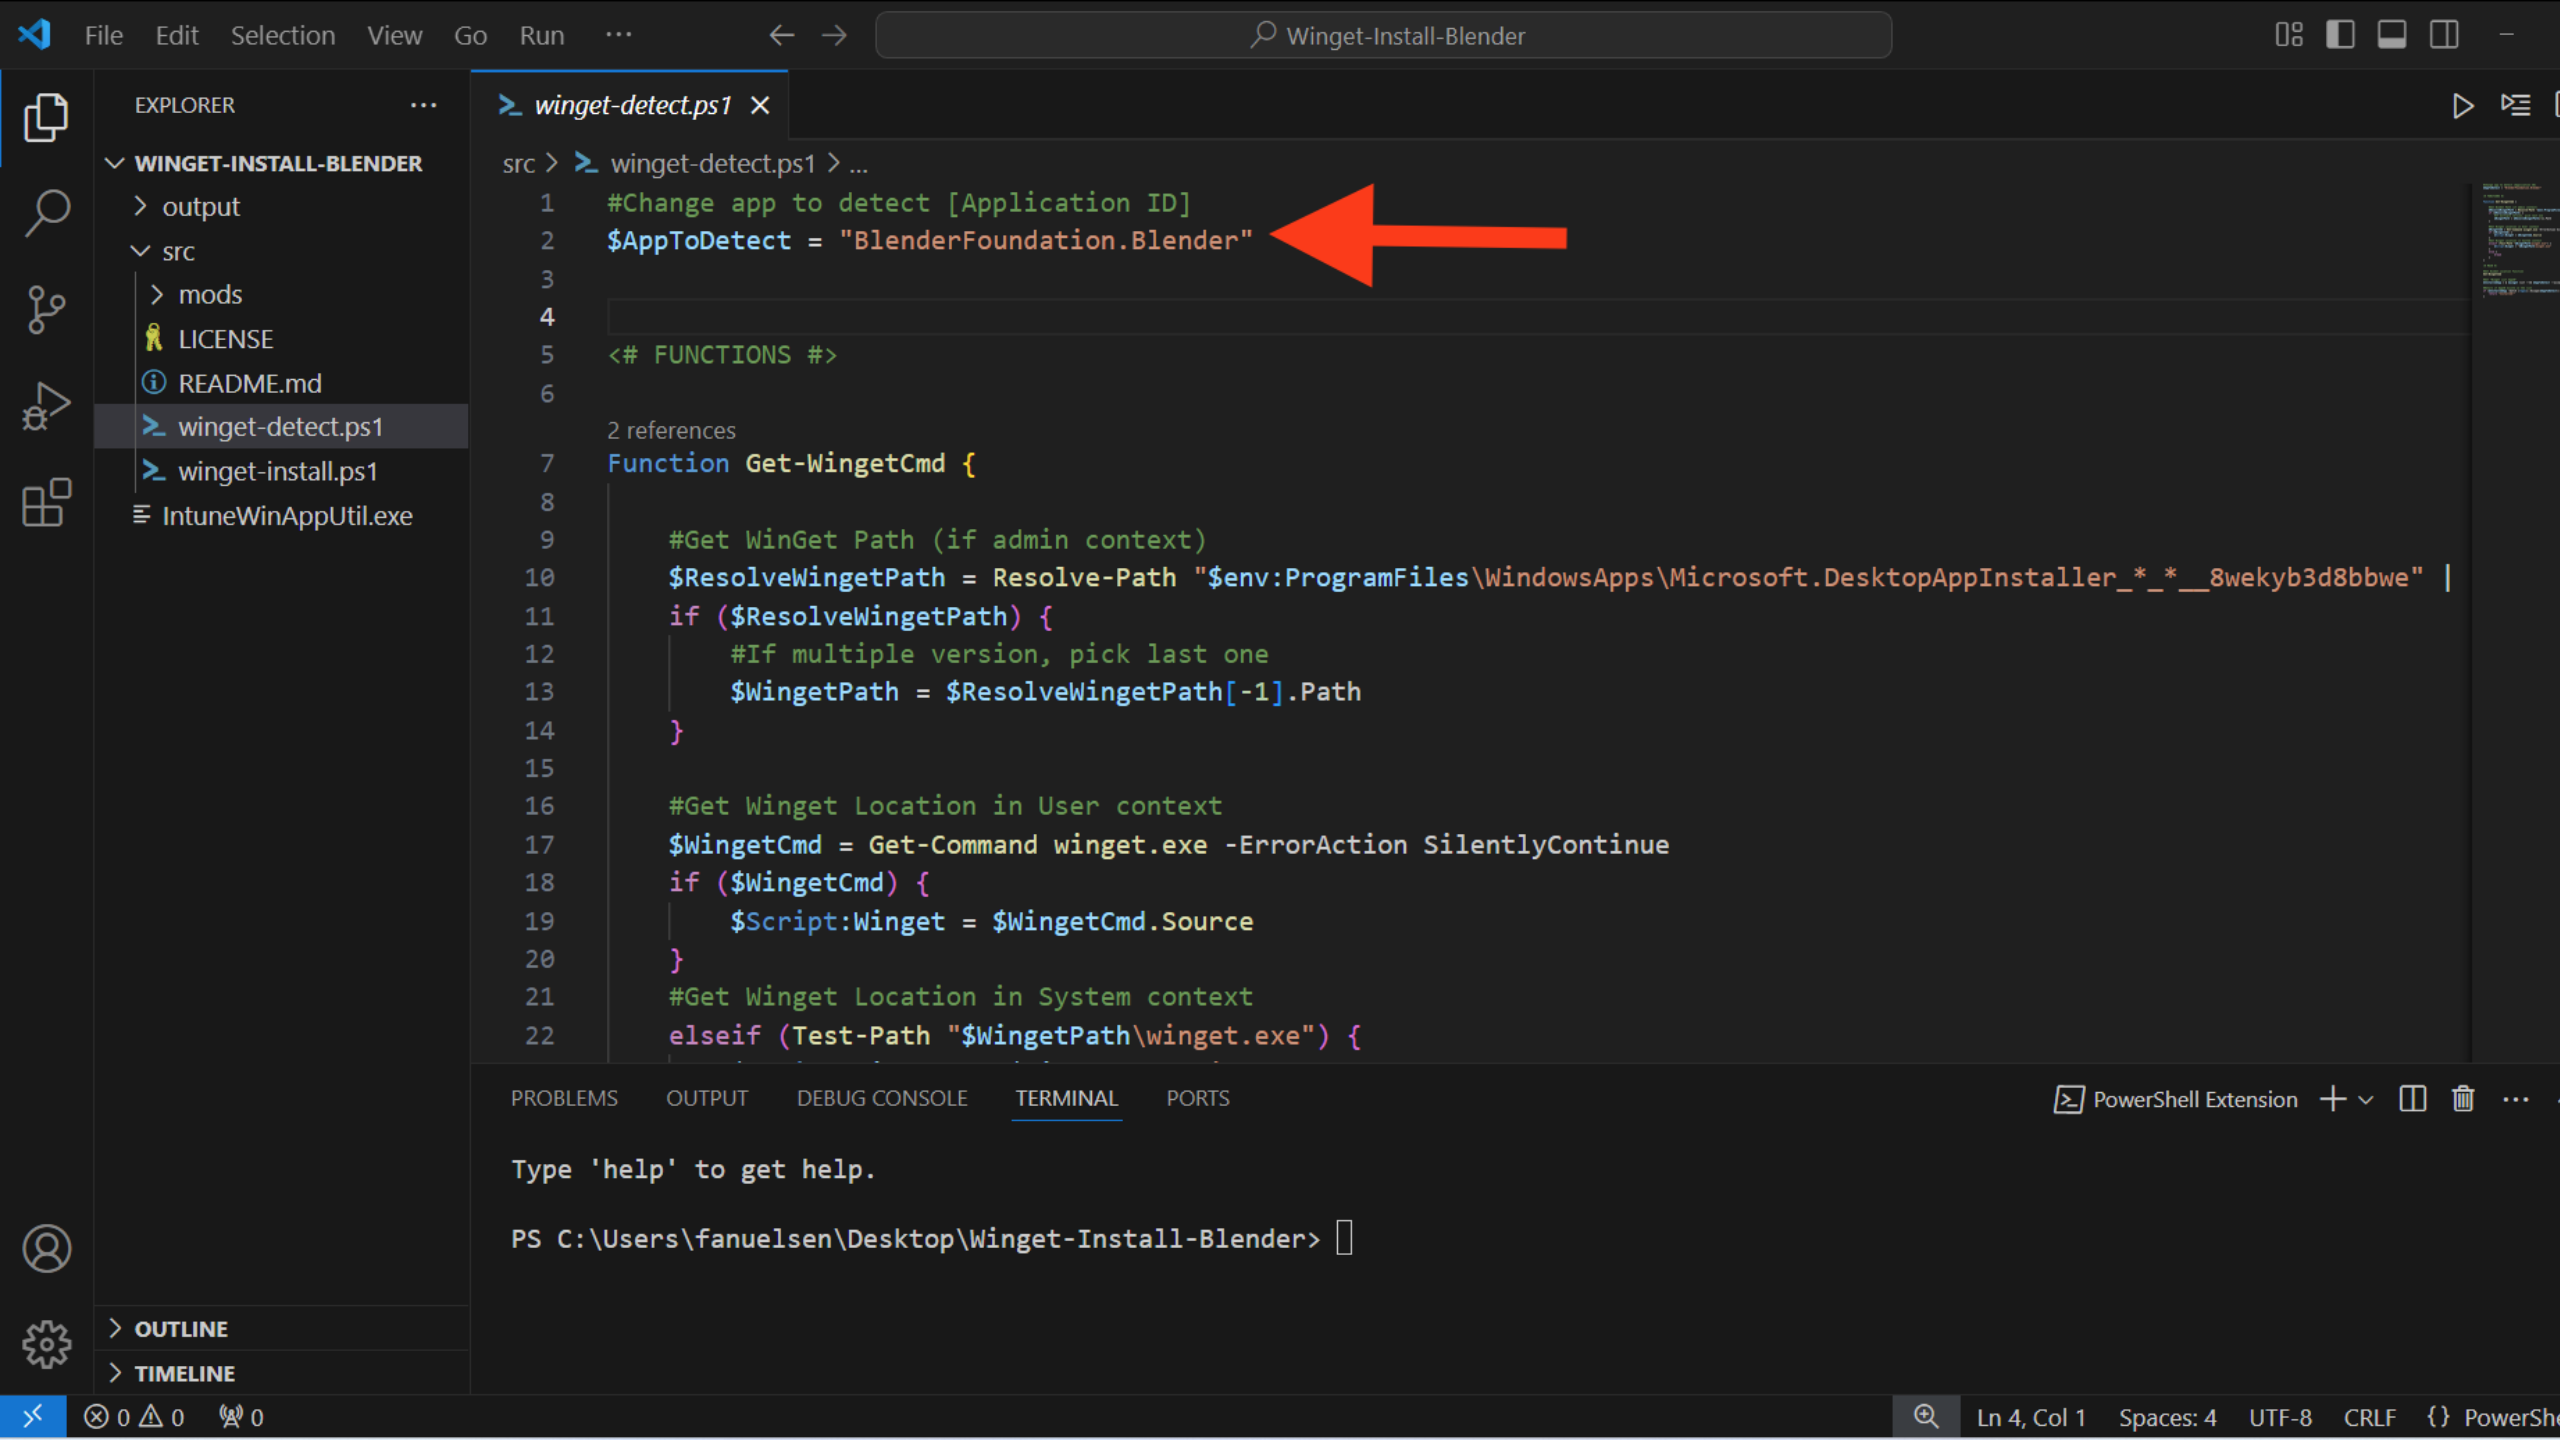 File Edit Selection View Go Run ...
Winget-Install-Blender
EXPLORER ...
winget-detect.ps1
WINGET-INSTALL-BLENDER
output
src
mods
LICENSE
README.md
winget-detect.ps1
winget-install.ps1
IntuneWinAppUtil.exe
OUTLINE
TIMELINE
src > winget-detect.ps1 > ...
1 #Change app to detect [Application ID]
2 $AppToDetect = "BlenderFoundation.Blender"
3
4
5 <# FUNCTIONS #>
6
2 references
7 Function Get-WingetCmd {
8
9 #Get WinGet Path (if admin context)
10 $ResolveWingetPath = Resolve-Path "$env:ProgramFiles\WindowsApps\Microsoft.DesktopAppInstaller_*_*__8wekyb3d8bbwe" |
11 if ($ResolveWingetPath) {
12 #If multiple version, pick last one
13 $WingetPath = $ResolveWingetPath[-1].Path
14 }
15
16 #Get Winget Location in User context
17 $WingetCmd = Get-Command winget.exe -ErrorAction SilentlyContinue
18 if ($WingetCmd) {
19 $Script:Winget = $WingetCmd.Source
20 }
21 #Get Winget Location in System context
22 elseif (Test-Path "$WingetPath\winget.exe") {
PROBLEMS OUTPUT DEBUG CONSOLE TERMINAL PORTS
PowerShell Extension
Type 'help' to get help.
PS C:\Users\fanuelsen\Desktop\Winget-Install-Blender>
0 0 0
Ln 4, Col 1 Spaces: 4 UTF-8 CRLF {} PowerShe